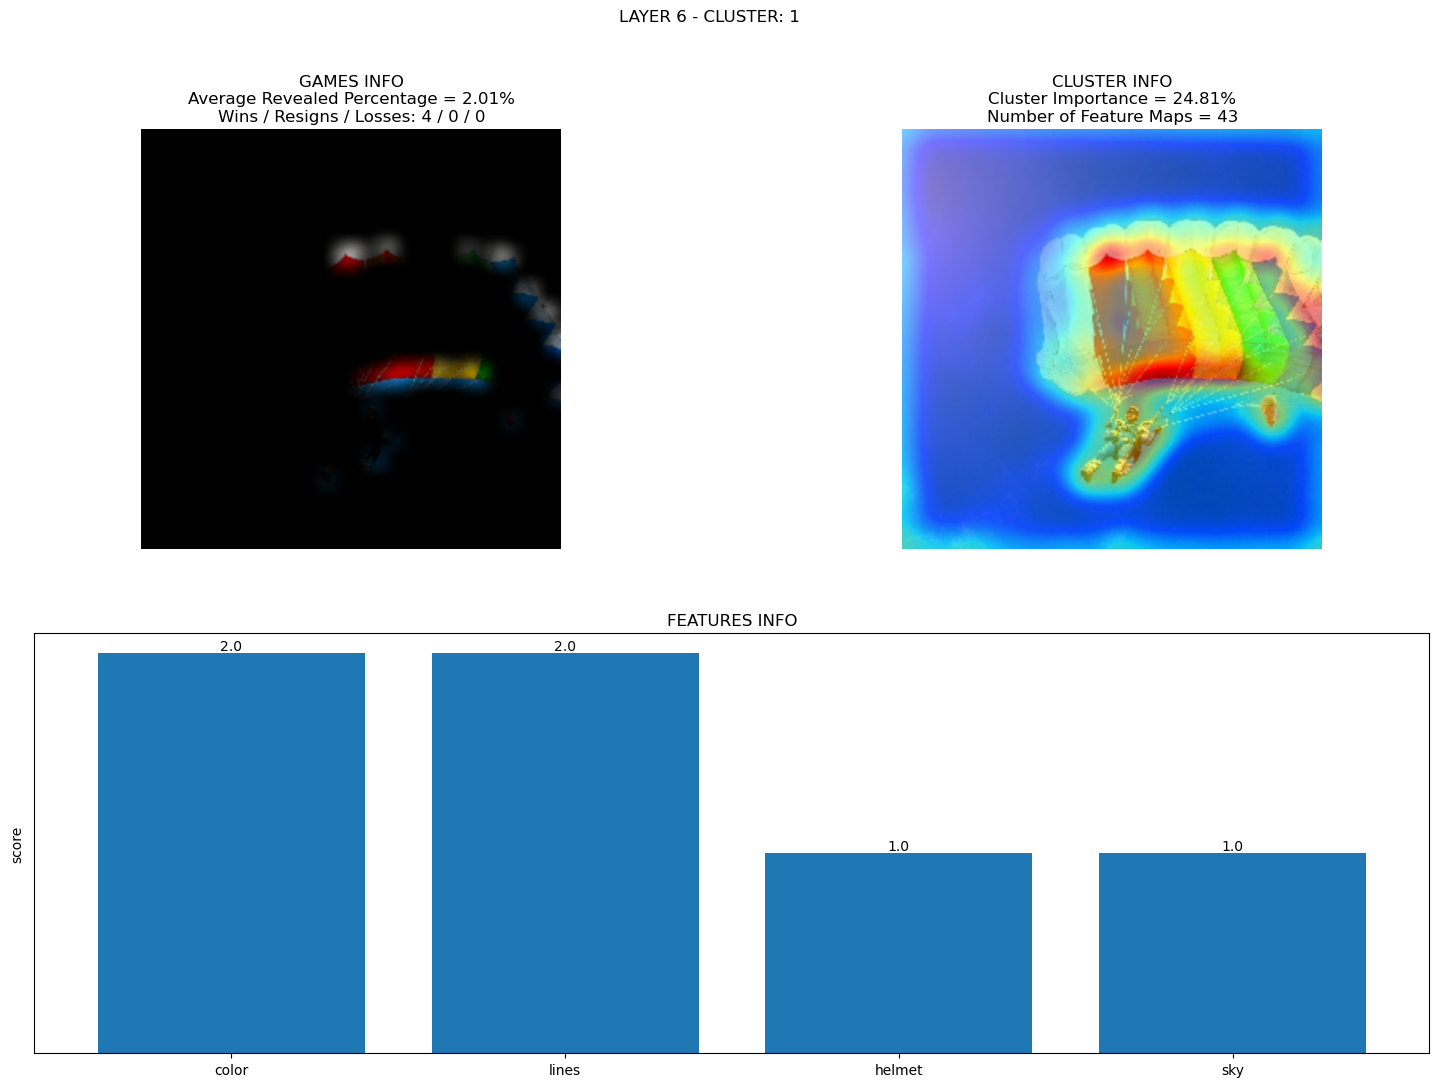 LAYER 6 - CLUSTER: 1
GAMES INFO
Average Revealed Percentage = 2.01%
Wins / Resigns / Losses: 4 / 0 / 0
CLUSTER INFO
Cluster Importance = 24.81%
Number of Feature Maps = 43
FEATURES INFO
score
2.0
2.0
1.0
1.0
color
lines
helmet
sky